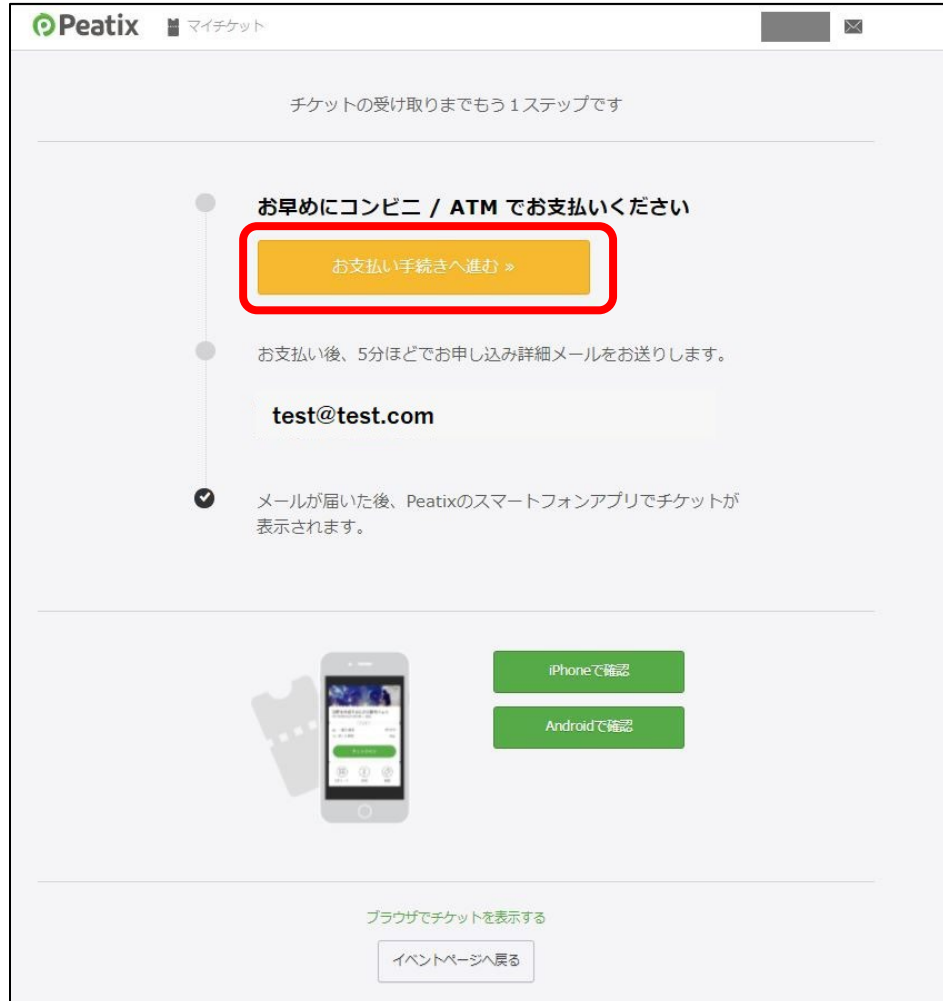 Peatix マイチケット
チケットの受け取りまでもう1ステップです
お早めにコンビニ / ATM でお支払いください
お支払い手続きへ進む »
お支払い後、5分ほどでお申し込み詳細メールをお送りします。
test@test.com
メールが届いた後、Peatixのスマートフォンアプリでチケットが
表示されます。
iPhoneで確認
Androidで確認
ブラウザでチケットを表示する
イベントページへ戻る